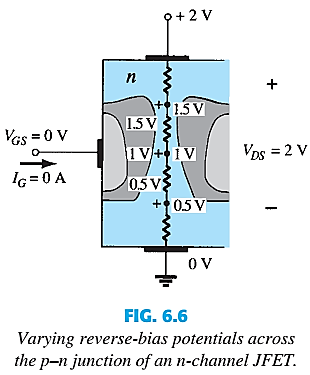 + 2 V
n
+
+ 1.5 V
1.5 V
V_GS = 0 V
1 V + 1 V
V_DS = 2 V
I_G = 0 A
0.5 V
+ 0.5 V
−
0 V
FIG. 6.6
Varying reverse-bias potentials across
the p–n junction of an n-channel JFET.